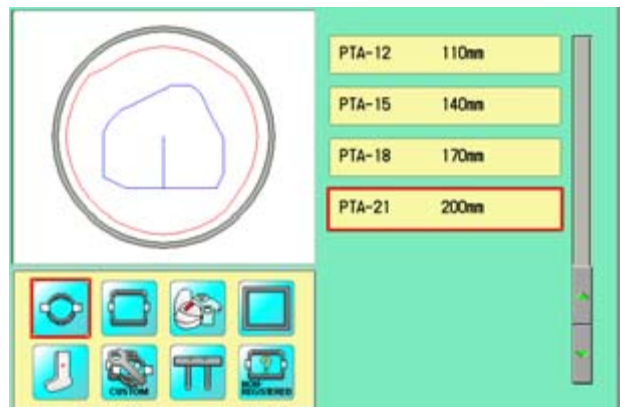 PTA-12 110mm
PTA-15 140mm
PTA-18 170mm
PTA-21 200mm
CUSTOM
NON-
REGISTERED